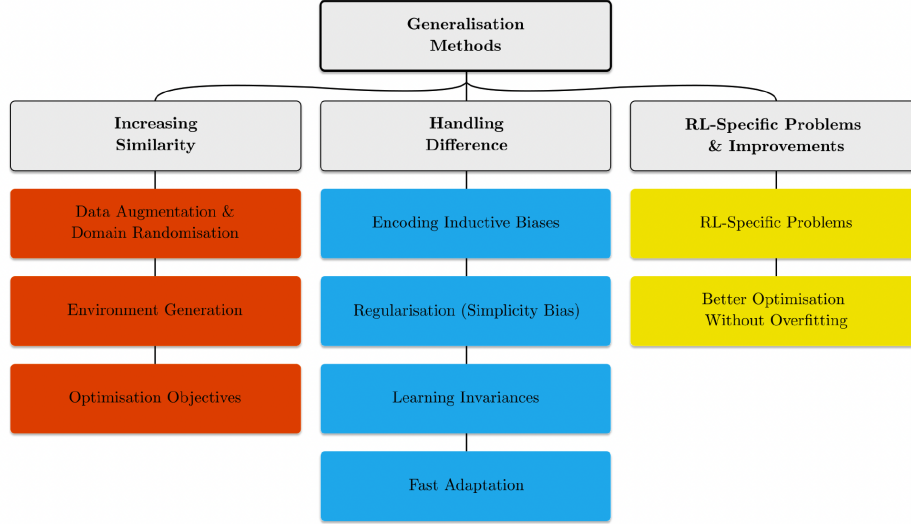 Generalisation
Methods
Increasing
Similarity
Handling
Difference
RL-Specific Problems
& Improvements
Data Augmentation &
Domain Randomisation
Environment Generation
Optimisation Objectives
Encoding Inductive Biases
Regularisation (Simplicity Bias)
Learning Invariances
Fast Adaptation
RL-Specific Problems
Better Optimisation
Without Overfitting